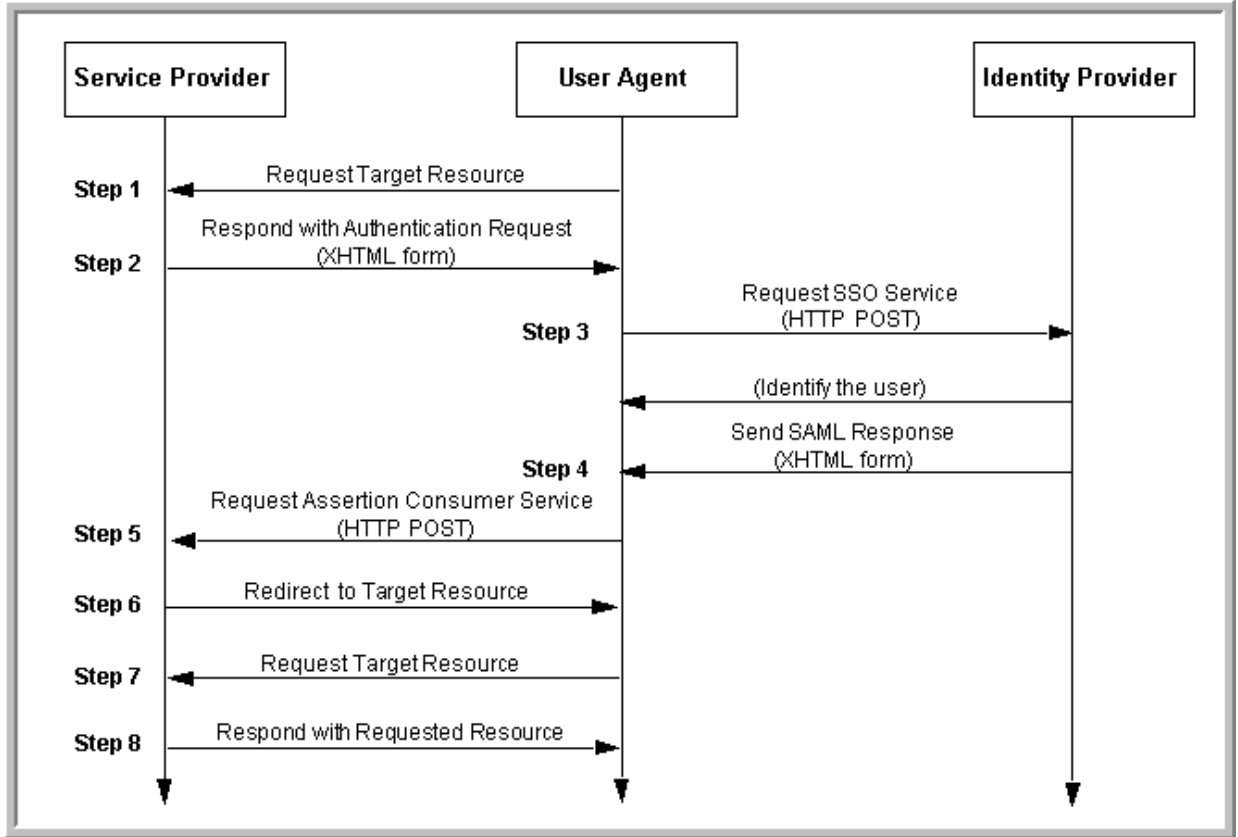 Service Provider
User Agent
Identity Provider
Request Target Resource
Step 1
Respond with Authentication Request
(XHTML form)
Step 2
Request SSO Service
(HTTP POST)
Step 3
(Identify the user)
Send SAML Response
(XHTML form)
Step 4
Request Assertion Consumer Service
(HTTP POST)
Step 5
Redirect to Target Resource
Step 6
Request Target Resource
Step 7
Respond with Requested Resource
Step 8